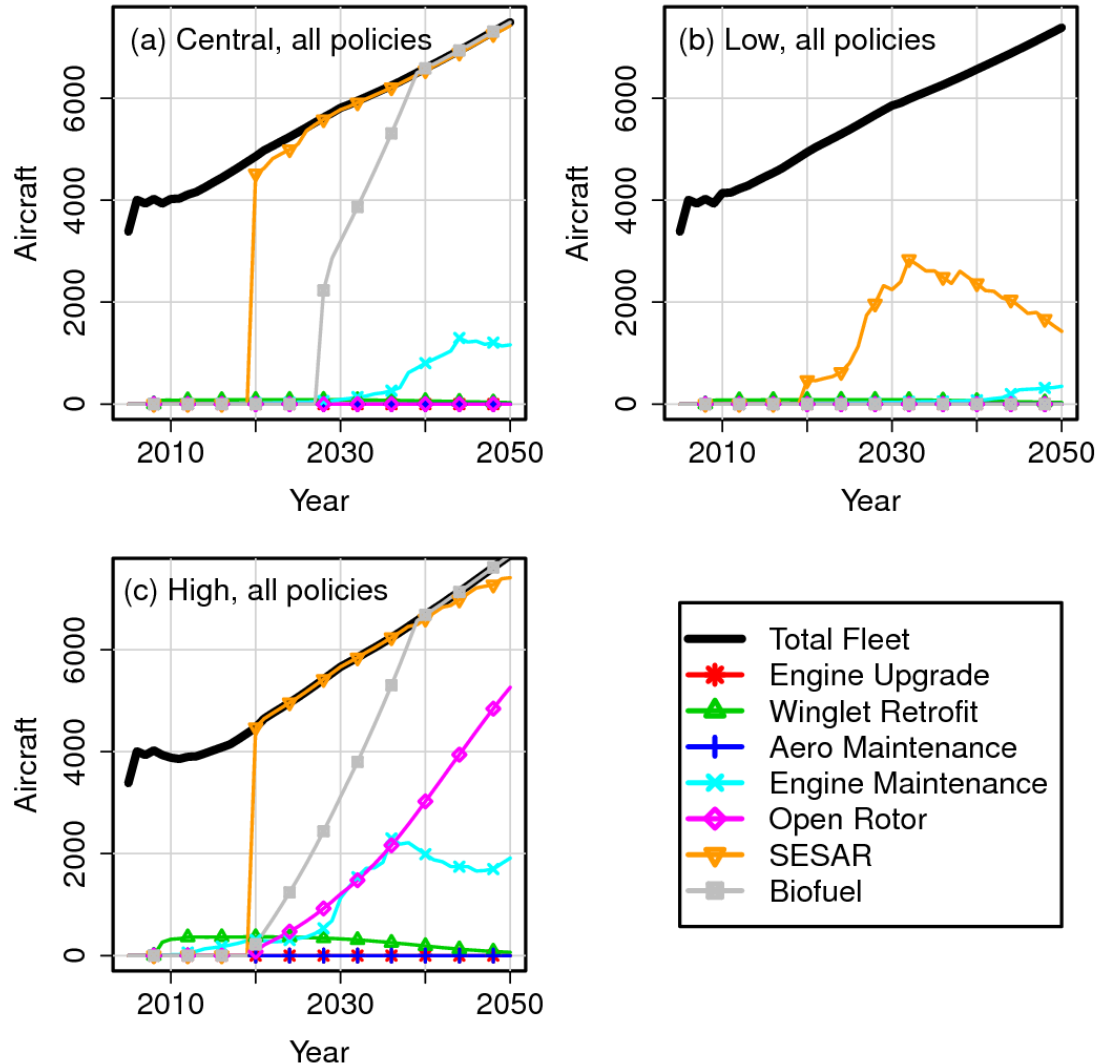 (a) Central, all policies
Aircraft
0
2000
4000
6000
2010
2030
2050
Year
(b) Low, all policies
Aircraft
0
2000
4000
6000
2010
2030
2050
Year
(c) High, all policies
Aircraft
0
2000
4000
6000
2010
2030
2050
Year
Total Fleet
Engine Upgrade
Winglet Retrofit
Aero Maintenance
Engine Maintenance
Open Rotor
SESAR
Biofuel